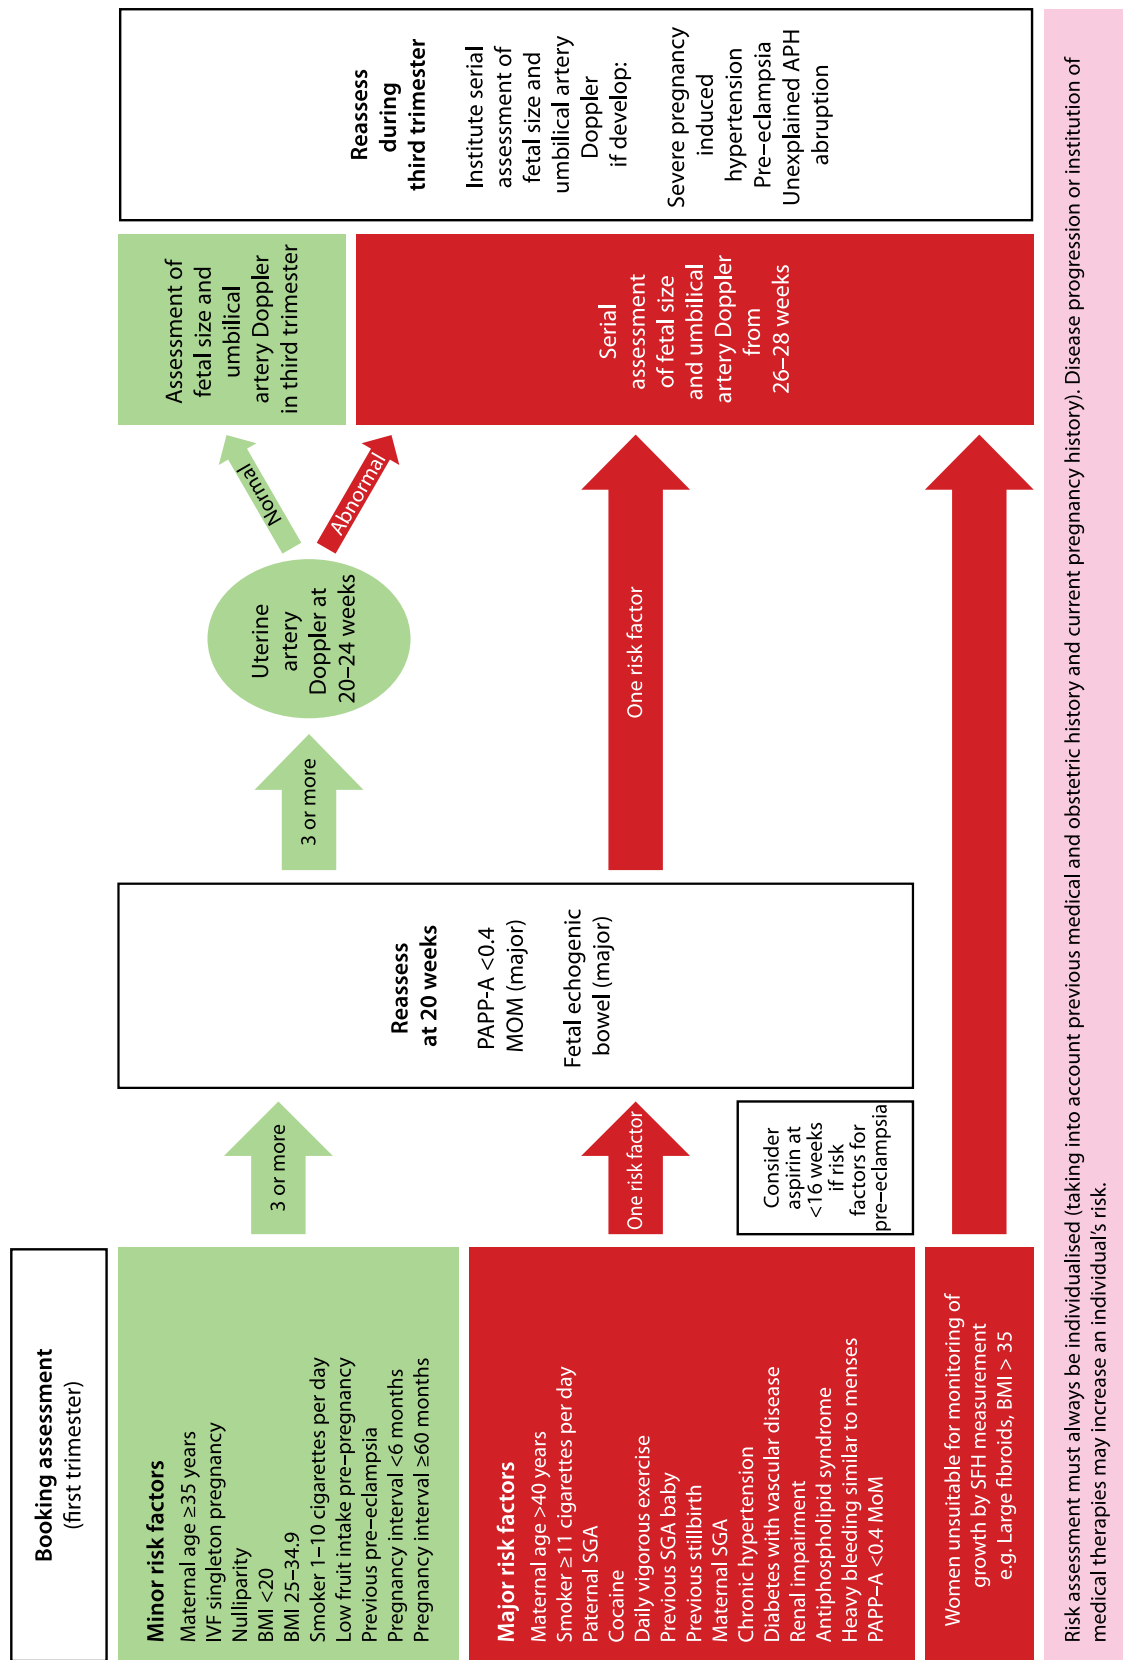 Booking assessment
(first trimester)
Minor risk factors
Maternal age ≥35 years
IVF singleton pregnancy
Nulliparity
BMI <20
BMI 25–34.9
Smoker 1–10 cigarettes per day
Low fruit intake pre–pregnancy
Previous pre–eclampsia
Pregnancy interval <6 months
Pregnancy interval ≥60 months
3 or more
Major risk factors
Maternal age >40 years
Smoker ≥11 cigarettes per day
Paternal SGA
Cocaine
Daily vigorous exercise
Previous SGA baby
Previous stillbirth
Maternal SGA
Chronic hypertension
Diabetes with vascular disease
Renal impairment
Antiphospholipid syndrome
Heavy bleeding similar to menses
PAPP–A <0.4 MoM
One risk factor
Consider
aspirin at
<16 weeks
if risk
factors for
pre–eclampsia
Women unsuitable for monitoring of
growth by SFH measurement
e.g. Large fibroids, BMI > 35
Reassess
at 20 weeks
PAPP-A <0.4
MOM (major)
Fetal echogenic
bowel (major)
3 or more
Uterine
artery
Doppler at
20–24 weeks
Normal
Abnormal
One risk factor
Assessment of
fetal size and
umbilical
artery Doppler
in third trimester
Serial
assessment
of fetal size
and umbilical
artery Doppler
from
26–28 weeks
Reassess
during
third trimester
Institute serial
assessment of
fetal size and
umbilical artery
Doppler
if develop:
Severe pregnancy
induced
hypertension
Pre–eclampsia
Unexplained APH
abruption
Risk assessment must always be individualised (taking into account previous medical and obstetric history and current pregnancy history). Disease progression or institution of
medical therapies may increase an individual's risk.